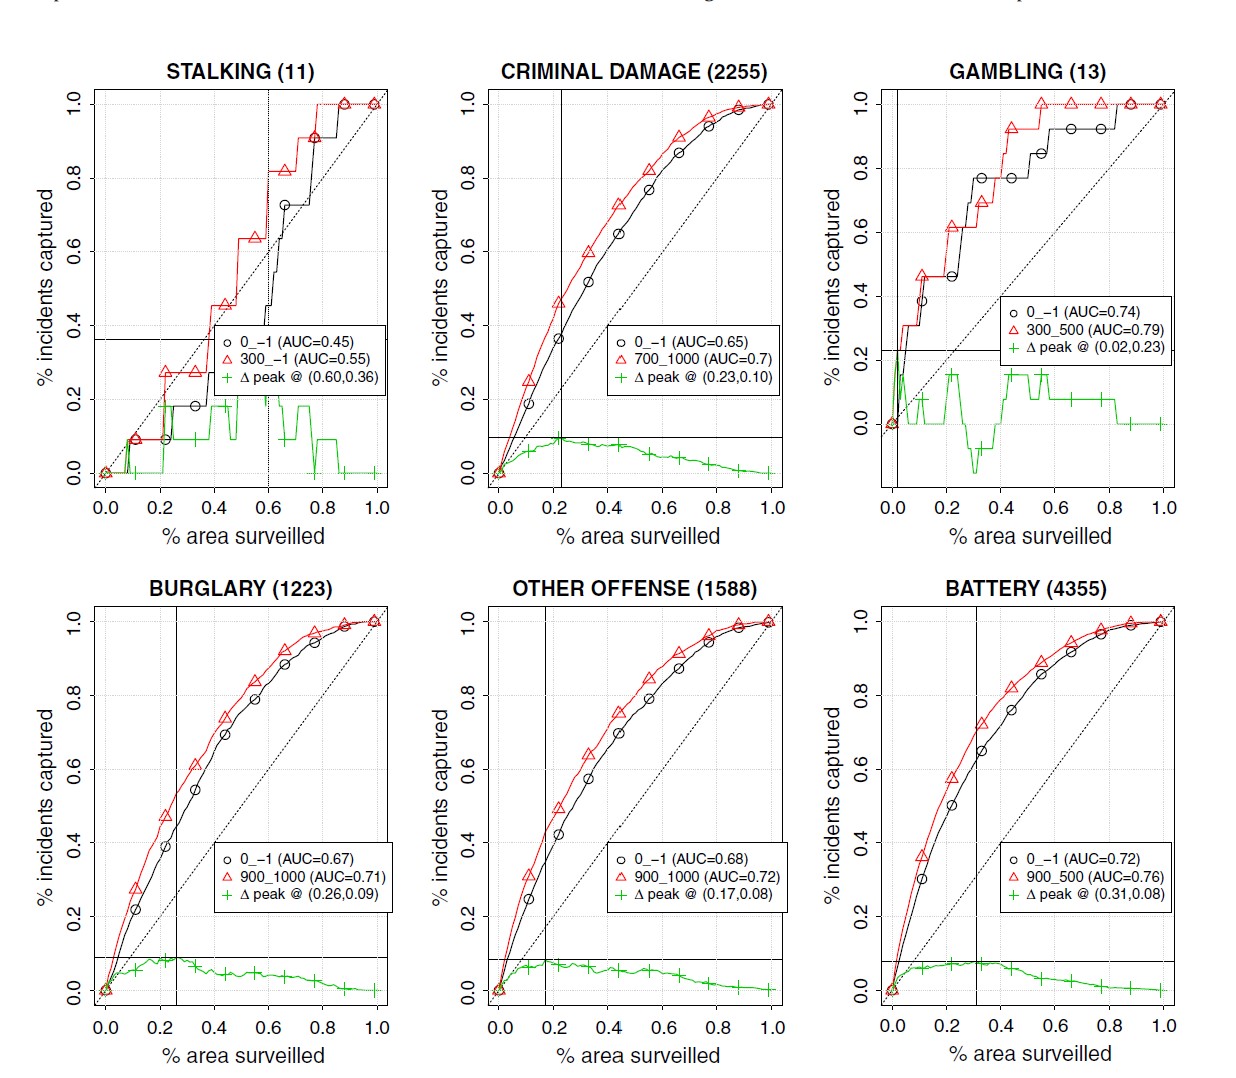 STALKING (11)
1.0
0.8
0.6
0.4
0.2
0.0
% incidents captured
0_−1 (AUC=0.45)
300_−1 (AUC=0.55)
Δ peak @ (0.60,0.36)
0.0 0.2 0.4 0.6 0.8 1.0
% area surveilled
CRIMINAL DAMAGE (2255)
1.0
0.8
0.6
0.4
0.2
0.0
% incidents captured
0_−1 (AUC=0.65)
700_1000 (AUC=0.7)
Δ peak @ (0.23,0.10)
0.0 0.2 0.4 0.6 0.8 1.0
% area surveilled
GAMBLING (13)
1.0
0.8
0.6
0.4
0.2
0.0
% incidents captured
0_−1 (AUC=0.74)
300_500 (AUC=0.79)
Δ peak @ (0.02,0.23)
0.0 0.2 0.4 0.6 0.8 1.0
% area surveilled
BURGLARY (1223)
1.0
0.8
0.6
0.4
0.2
0.0
% incidents captured
0_−1 (AUC=0.67)
900_1000 (AUC=0.71)
Δ peak @ (0.26,0.09)
0.0 0.2 0.4 0.6 0.8 1.0
% area surveilled
OTHER OFFENSE (1588)
1.0
0.8
0.6
0.4
0.2
0.0
% incidents captured
0_−1 (AUC=0.68)
900_1000 (AUC=0.72)
Δ peak @ (0.17,0.08)
0.0 0.2 0.4 0.6 0.8 1.0
% area surveilled
BATTERY (4355)
1.0
0.8
0.6
0.4
0.2
0.0
% incidents captured
0_−1 (AUC=0.72)
900_500 (AUC=0.76)
Δ peak @ (0.31,0.08)
0.0 0.2 0.4 0.6 0.8 1.0
% area surveilled